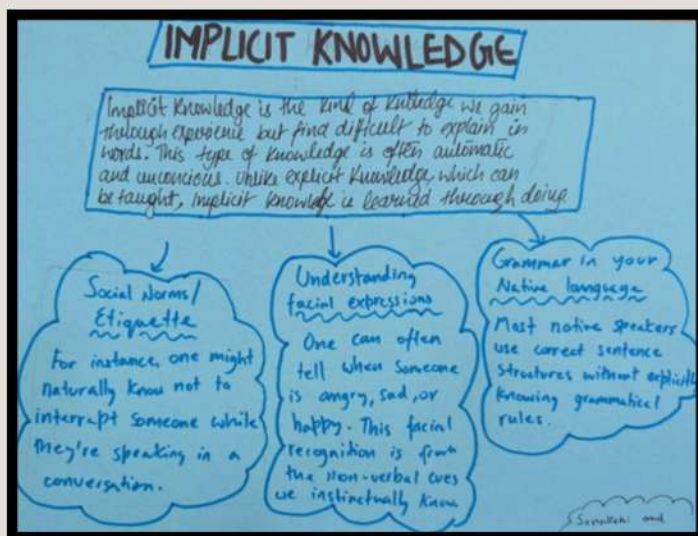 IMPLICIT KNOWLEDGE
Implicit Knowledge is the kind of knowledge we gain
through experience but find difficult to explain in
words. This type of knowledge is often automatic
and unconcious. Unlike explicit knowledge, which can
be taught, implicit knowledge is learned through doing
Social Norms/
Etiquette
For instance, one might
naturally know not to
interrupt someone while
they're speaking in a
conversation.
Understanding
facial expressions
One can often
tell when someone
is angry, sad, or
happy. This facial
recognition is from
the non-verbal cues
we instinctually know
Grammar in your
Native language
Most native speakers
use correct sentence
structures without explicitly
knowing grammatical
rules.
and